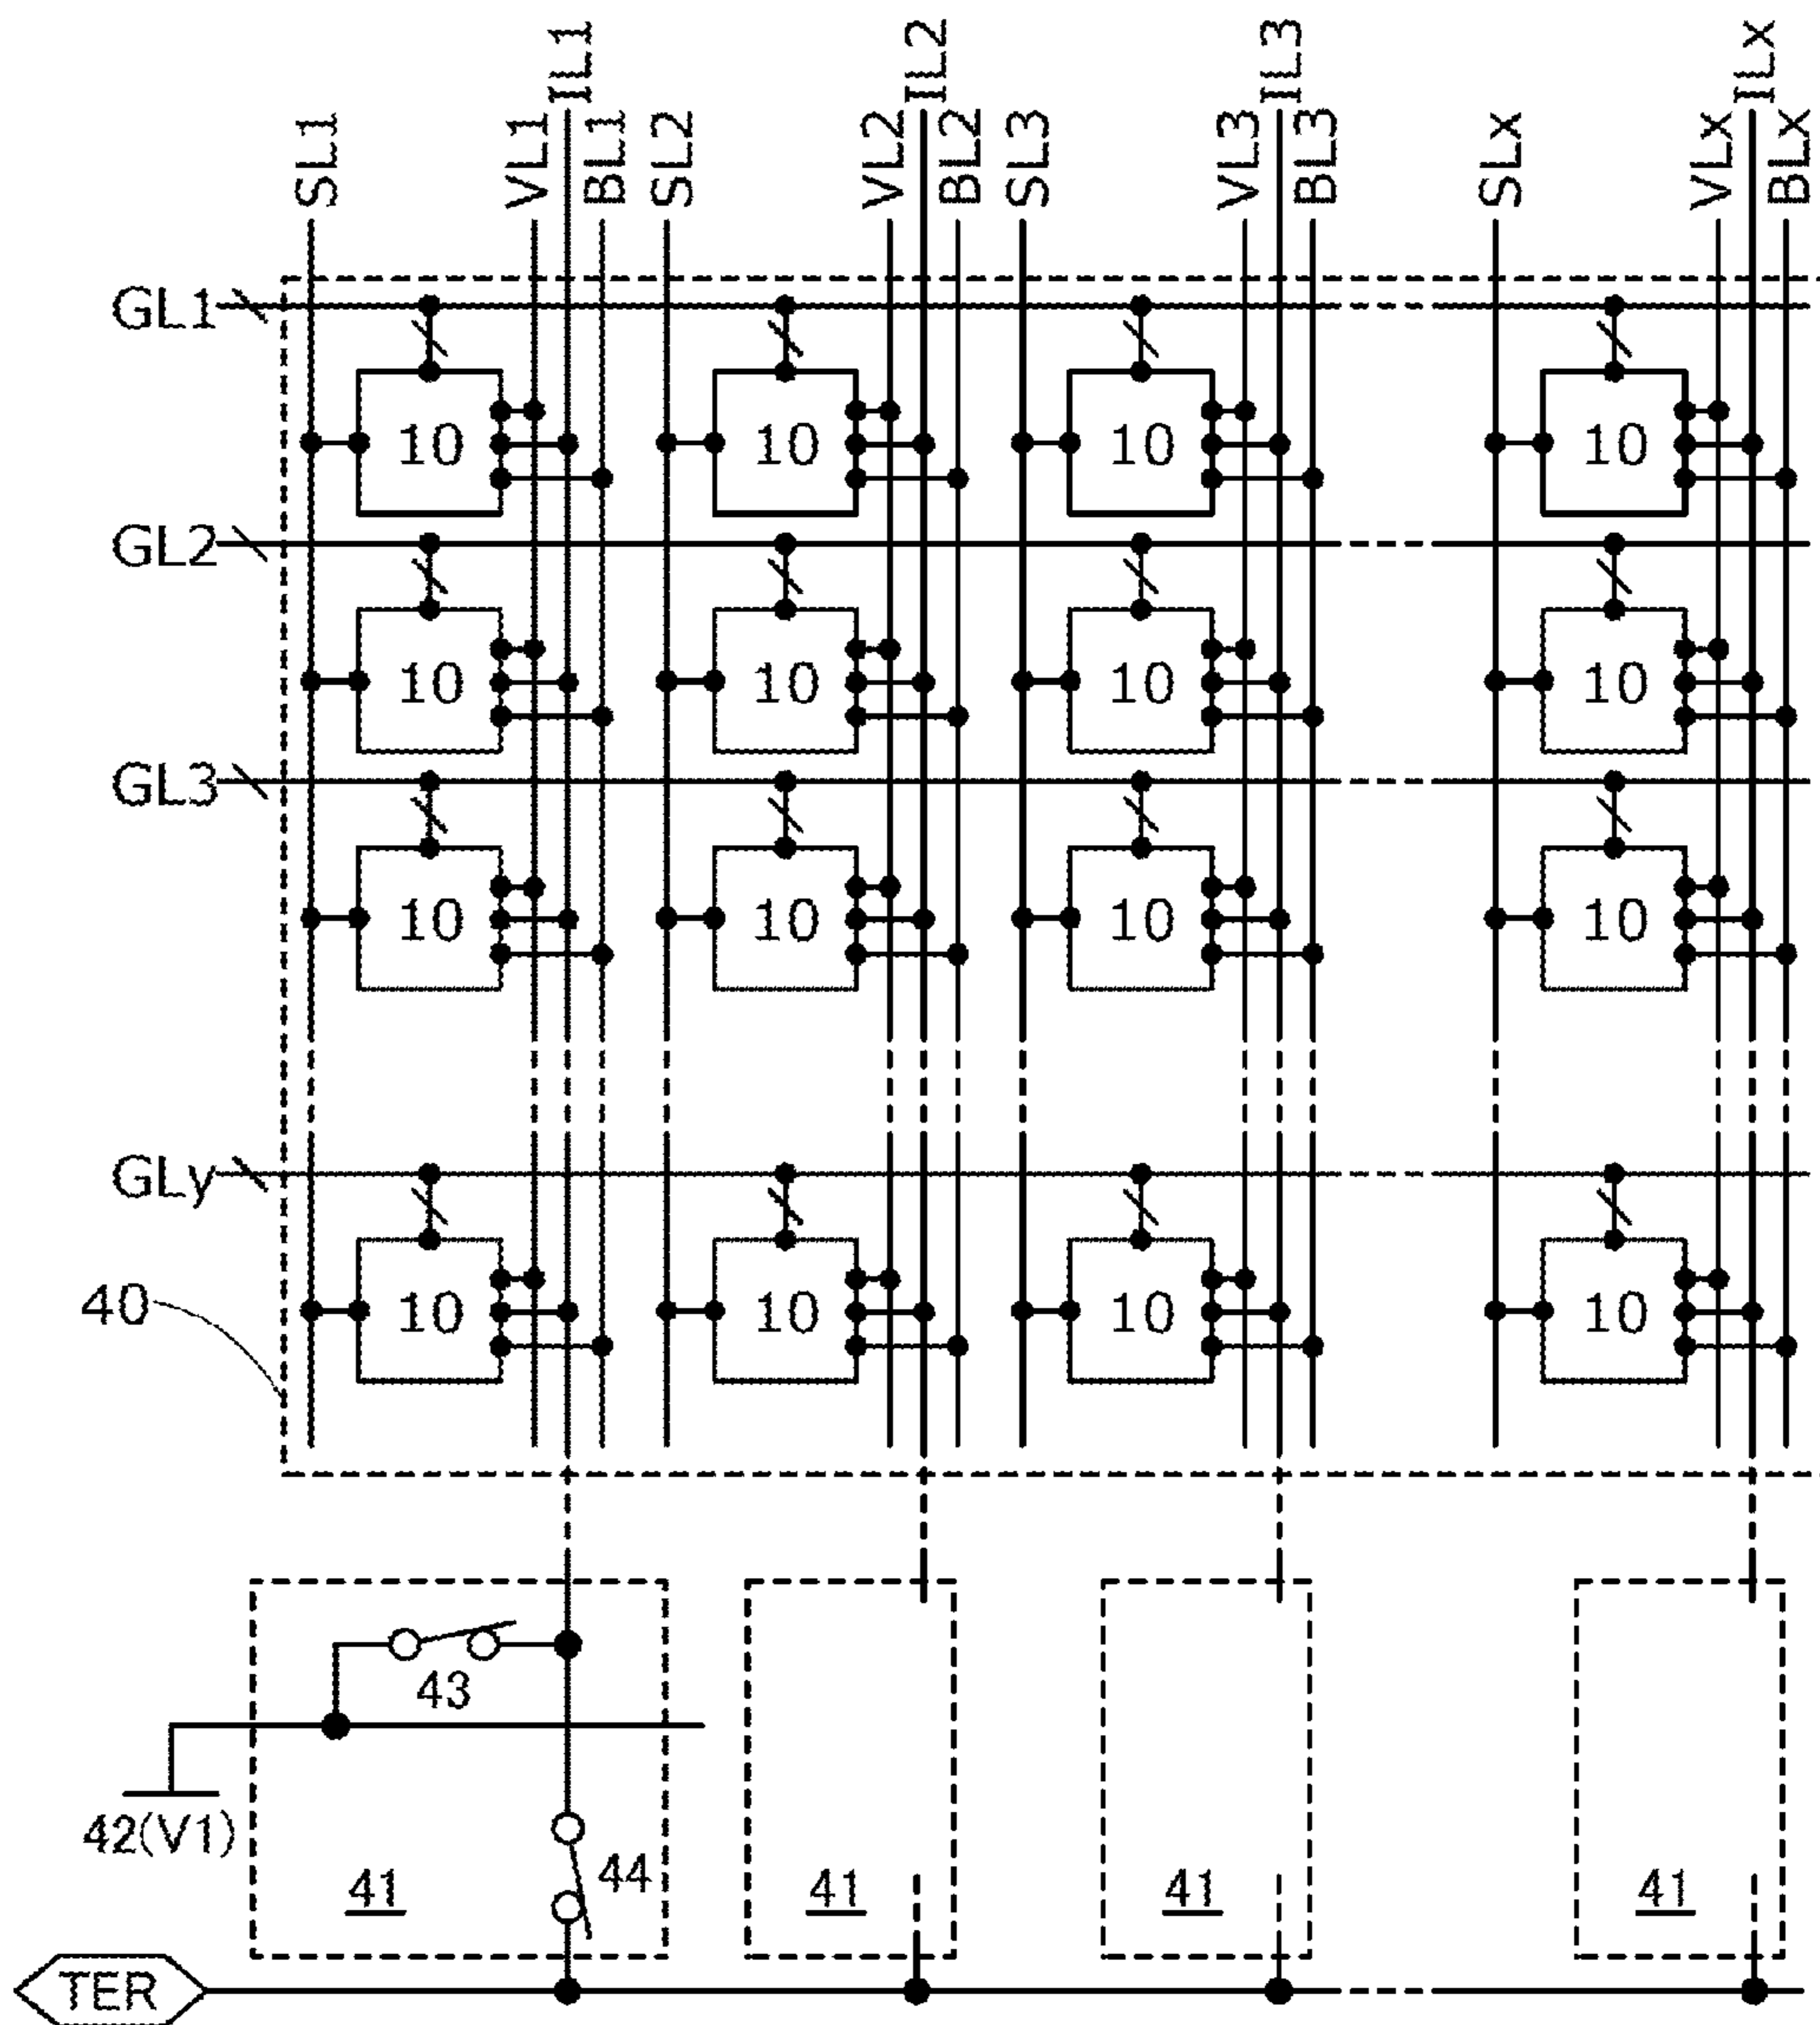 IL1 IL2 IL3 ILx
SL1 VL1 BL1 SL2 VL2 BL2 SL3 VL3 BL3 SLx VLx BLx
GL1
10 10 10 10
GL2
10 10 10 10
GL3
10 10 10 10
GLy
40
10 10 10 10
43
42(V1)
44
41 41 41 41
TER